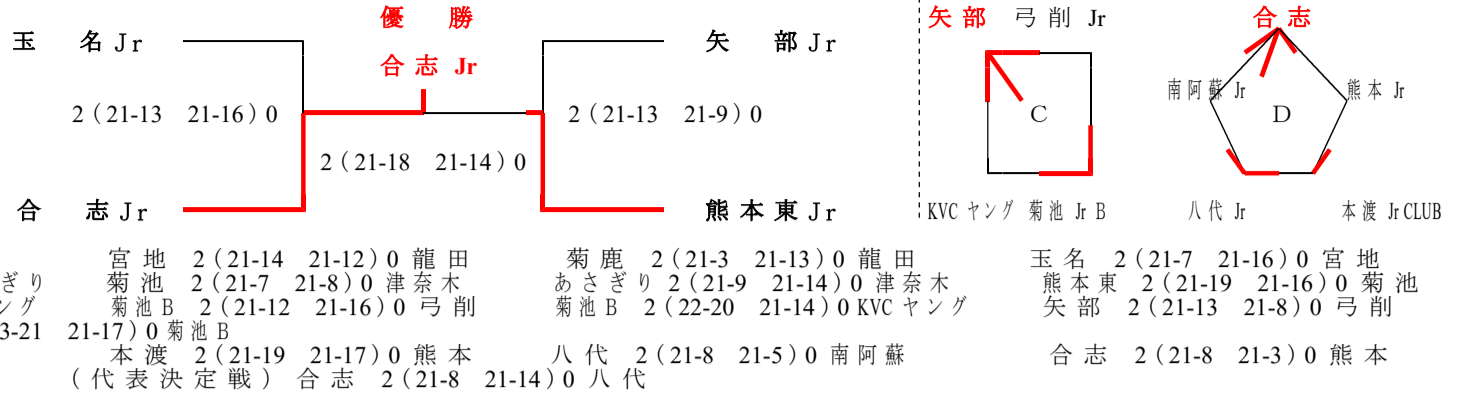 優 勝
合 志 Jr
玉 名 Jr
矢 部 Jr
2（21-13 21-16）0
2（21-13 21-9）0
2（21-18 21-14）0
合 志 Jr
熊 本 東 Jr
矢 部 弓 削 Jr
C
KVC ヤング 菊池 Jr B
合 志
南阿蘇 Jr 熊本 Jr
D
八代 Jr 本渡 Jr CLUB
宮 地 2（21-14 21-12）0 龍 田 菊 鹿 2（21-3 21-13）0 龍田 玉 名 2（21-7 21-16）0 宮 地
ぎり 菊 池 2（21-7 21-8）0 津奈木 あさぎり 2（21-9 21-14）0 津奈木 熊本東 2（21-19 21-16）0 菊池
ング 菊池 B 2（21-12 21-16）0 弓 削 菊池 B 2（22-20 21-14）0 KVC ヤング 矢 部 2（21-13 21-8）0 弓 削
3-21 21-17）0 菊池 B
本 渡 2（21-19 21-17）0 熊 本 八 代 2（21-8 21-5）0 南阿蘇 合 志 2（21-8 21-3）0 熊 本
（代 表 決 定 戦） 合 志 2（21-8 21-14）0 八 代